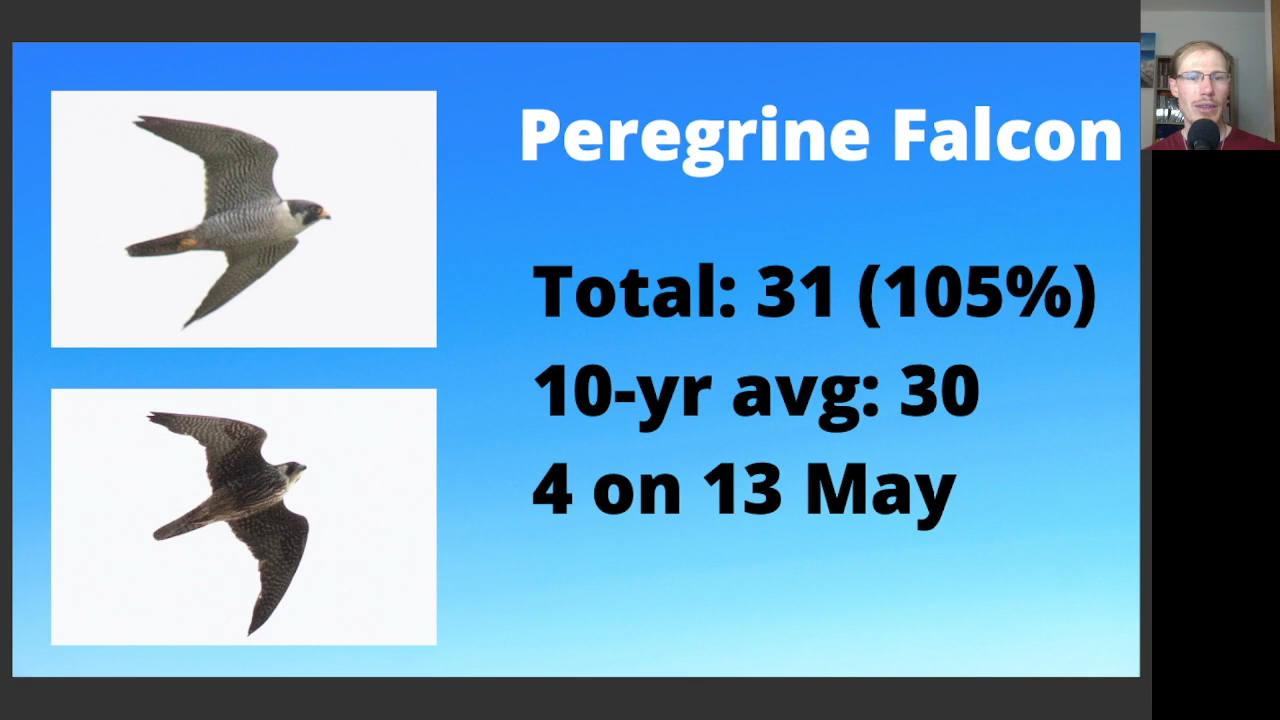 Peregrine Falcon
Total: 31 (105%)
10-yr avg: 30
4 on 13 May